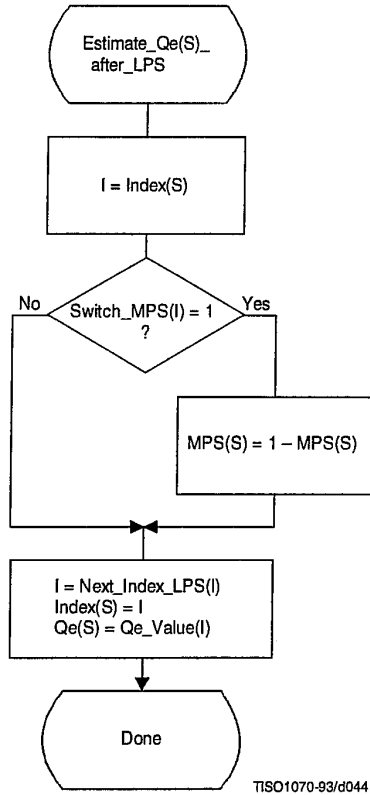 Estimate_Qe(S)_
after_LPS
I = Index(S)
No
Switch_MPS(I) = 1
?
Yes
MPS(S) = 1 – MPS(S)
I = Next_Index_LPS(I)
Index(S) = I
Qe(S) = Qe_Value(I)
Done
TISO1070-93/d044